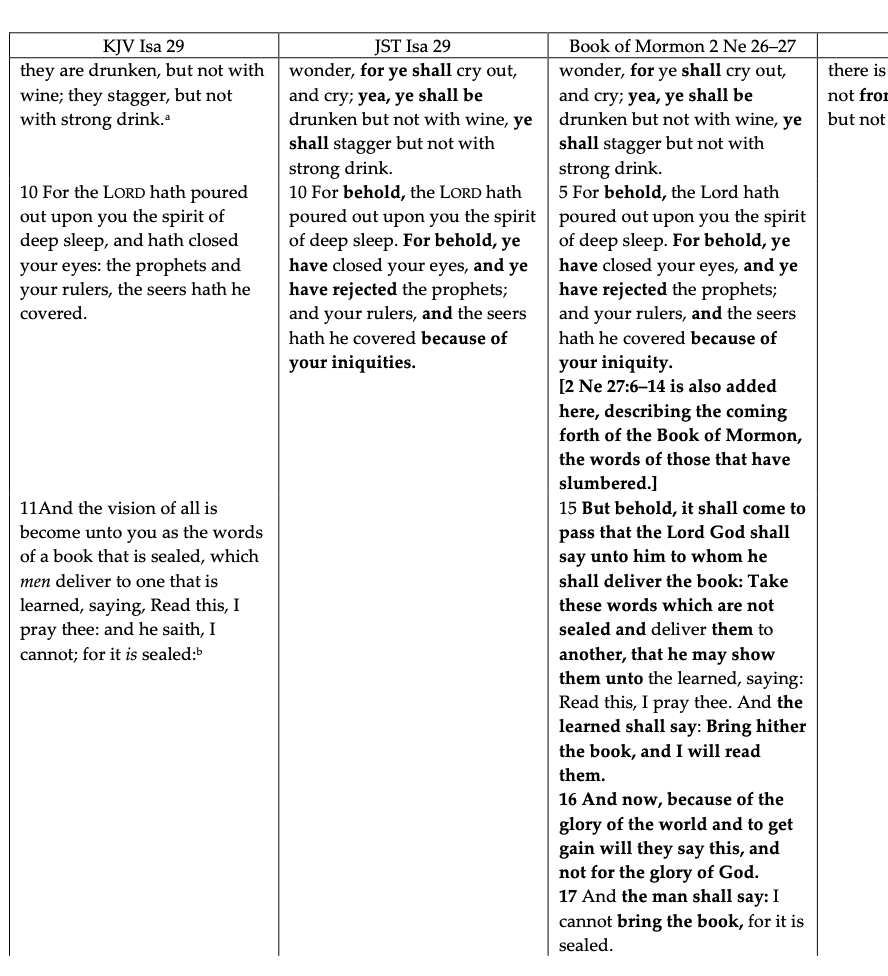 KJV Isa 29
JST Isa 29
Book of Mormon 2 Ne 26–27
they are drunken, but not with
wine; they stagger, but not
with strong drink.ᵃ
10 For the LORD hath poured
out upon you the spirit of
deep sleep, and hath closed
your eyes: the prophets and
your rulers, the seers hath he
covered.
11And the vision of all is
become unto you as the words
of a book that is sealed, which
men deliver to one that is
learned, saying, Read this, I
pray thee: and he saith, I
cannot; for it is sealed:ᵇ
wonder, for ye shall cry out,
and cry; yea, ye shall be
drunken but not with wine, ye
shall stagger but not with
strong drink.
10 For behold, the LORD hath
poured out upon you the spirit
of deep sleep. For behold, ye
have closed your eyes, and ye
have rejected the prophets;
and your rulers, and the seers
hath he covered because of
your iniquities.
wonder, for ye shall cry out,
and cry; yea, ye shall be
drunken but not with wine, ye
shall stagger but not with
strong drink.
5 For behold, the Lord hath
poured out upon you the spirit
of deep sleep. For behold, ye
have closed your eyes, and ye
have rejected the prophets;
and your rulers, and the seers
hath he covered because of
your iniquity.
[2 Ne 27:6–14 is also added
here, describing the coming
forth of the Book of Mormon,
the words of those that have
slumbered.]
15 But behold, it shall come to
pass that the Lord God shall
say unto him to whom he
shall deliver the book: Take
these words which are not
sealed and deliver them to
another, that he may show
them unto the learned, saying:
Read this, I pray thee. And the
learned shall say: Bring hither
the book, and I will read
them.
16 And now, because of the
glory of the world and to get
gain will they say this, and
not for the glory of God.
17 And the man shall say: I
cannot bring the book, for it is
sealed.
there is
not
but not